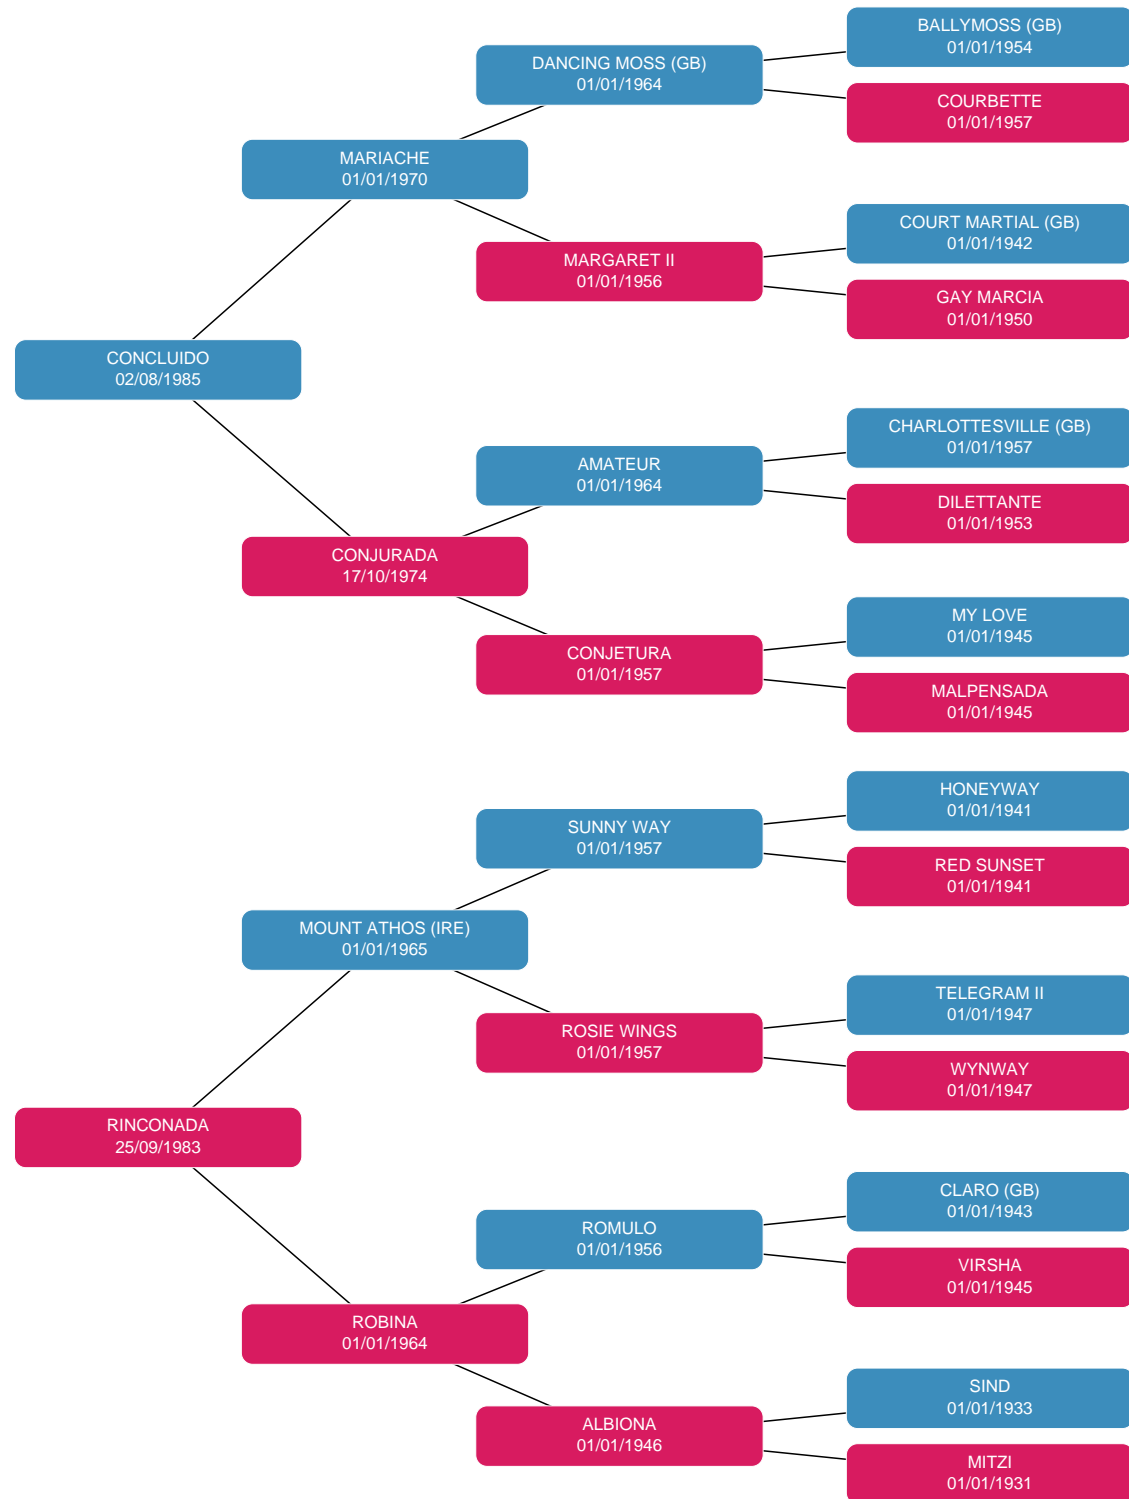 BALLYMOSS (GB)
01/01/1954
DANCING MOSS (GB)
01/01/1964
COURBETTE
01/01/1957
MARIACHE
01/01/1970
COURT MARTIAL (GB)
01/01/1942
MARGARET II
01/01/1956
GAY MARCIA
01/01/1950
CONCLUIDO
02/08/1985
CHARLOTTESVILLE (GB)
01/01/1957
AMATEUR
01/01/1964
DILETTANTE
01/01/1953
CONJURADA
17/10/1974
MY LOVE
01/01/1945
CONJETURA
01/01/1957
MALPENSADA
01/01/1945
HONEYWAY
01/01/1941
SUNNY WAY
01/01/1957
RED SUNSET
01/01/1941
MOUNT ATHOS (IRE)
01/01/1965
TELEGRAM II
01/01/1947
ROSIE WINGS
01/01/1957
WYNWAY
01/01/1947
RINCONADA
25/09/1983
CLARO (GB)
01/01/1943
ROMULO
01/01/1956
VIRSHA
01/01/1945
ROBINA
01/01/1964
SIND
01/01/1933
ALBIONA
01/01/1946
MITZI
01/01/1931